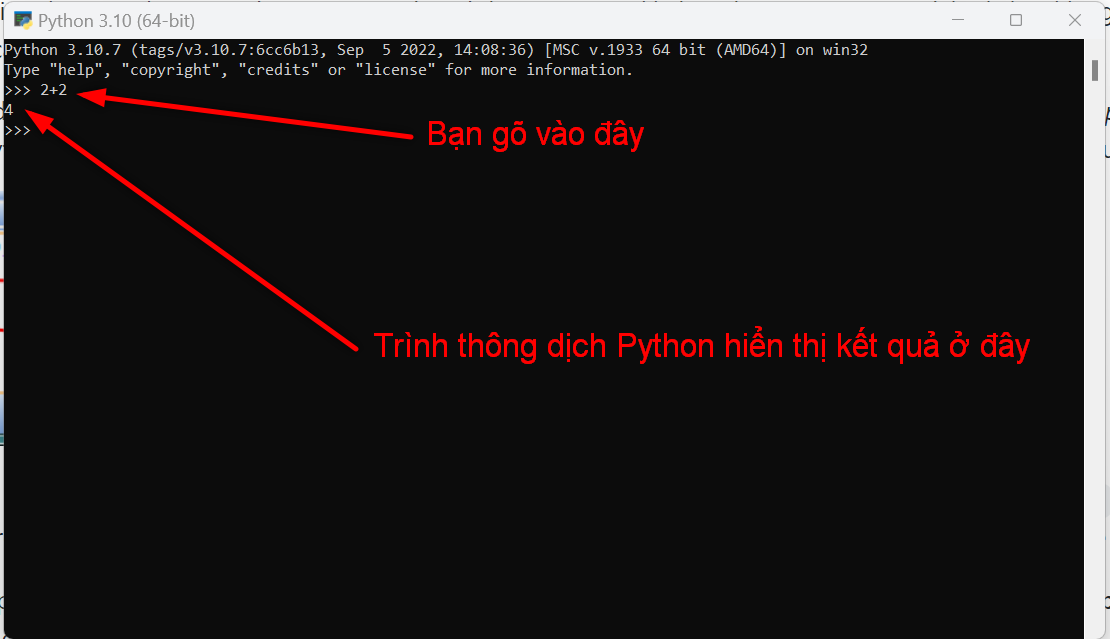 Python 3.10 (64-bit)
Python 3.10.7 (tags/v3.10.7:6cc6b13, Sep  5 2022, 14:08:36) [MSC v.1933 64 bit (AMD64)] on win32
Type "help", "copyright", "credits" or "license" for more information.
>>> 2+2
4
>>>
Bạn gõ vào đây
Trình thông dịch Python hiển thị kết quả ở đây